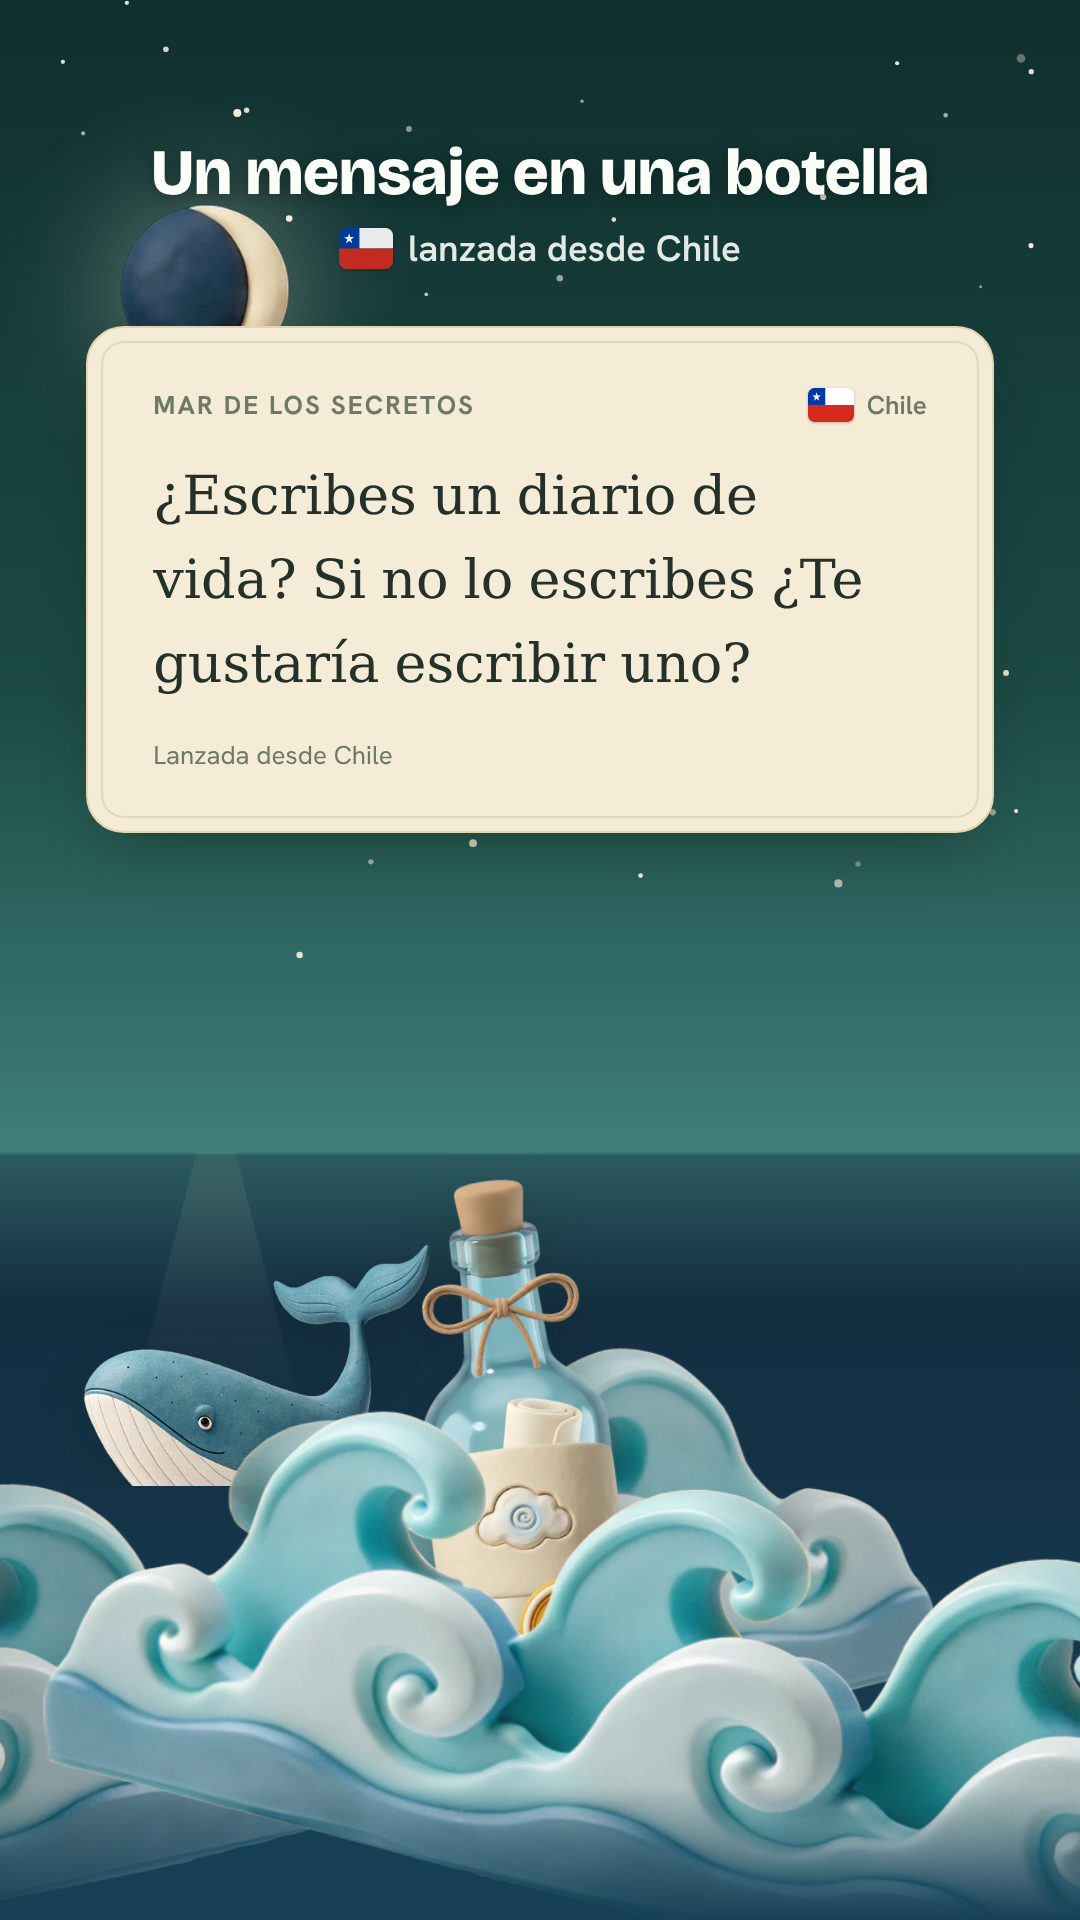 Un mensaje en una botella
lanzada desde Chile
MAR DE LOS SECRETOS
Chile
¿Escribes un diario de
vida? Si no lo escribes ¿Te
gustaría escribir uno?
Lanzada desde Chile